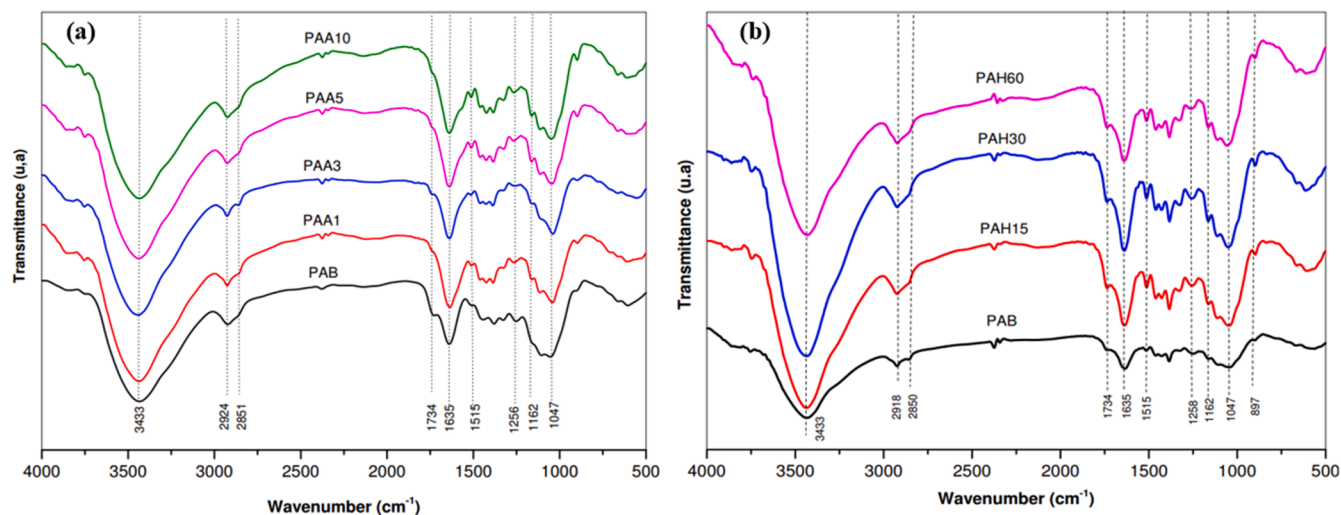 (a)
PAA10
PAA5
PAA3
PAA1
PAB
3433
2924
2851
1734
1635
1515
1256
1162
1047
Transmittance (u,a)
4000 3500 3000 2500 2000 1500 1000 500
Wavenumber (cm-1)
(b)
PAH60
PAH30
PAH15
PAB
3433
2918
2850
1734
1635
1515
1258
1162
1047
897
Transmittance (u.a)
4000 3500 3000 2500 2000 1500 1000 500
Wavenumber (cm-1)